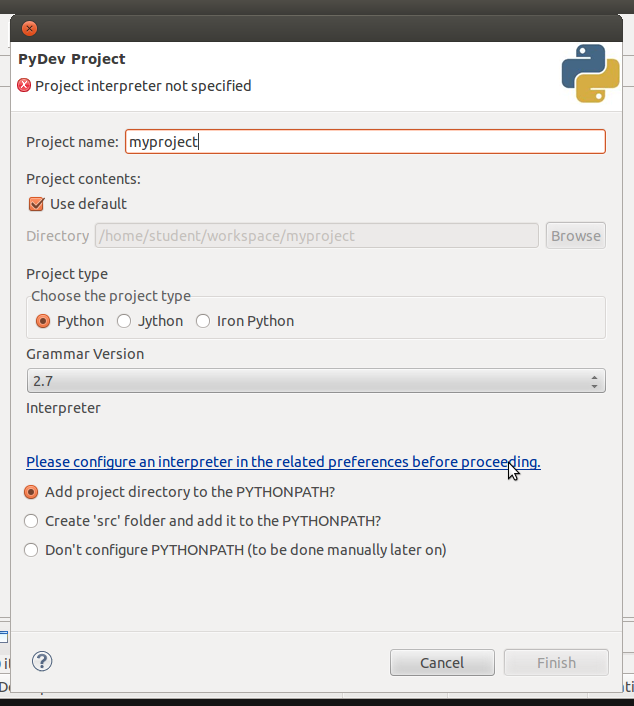 PyDev Project
Project interpreter not specified
Project name: myproject
Project contents:
Use default
Directory /home/student/workspace/myproject Browse
Project type
Choose the project type
Python Jython Iron Python
Grammar Version
2.7
Interpreter
Please configure an interpreter in the related preferences before proceeding.
Add project directory to the PYTHONPATH?
Create 'src' folder and add it to the PYTHONPATH?
Don't configure PYTHONPATH (to be done manually later on)
? Cancel Finish